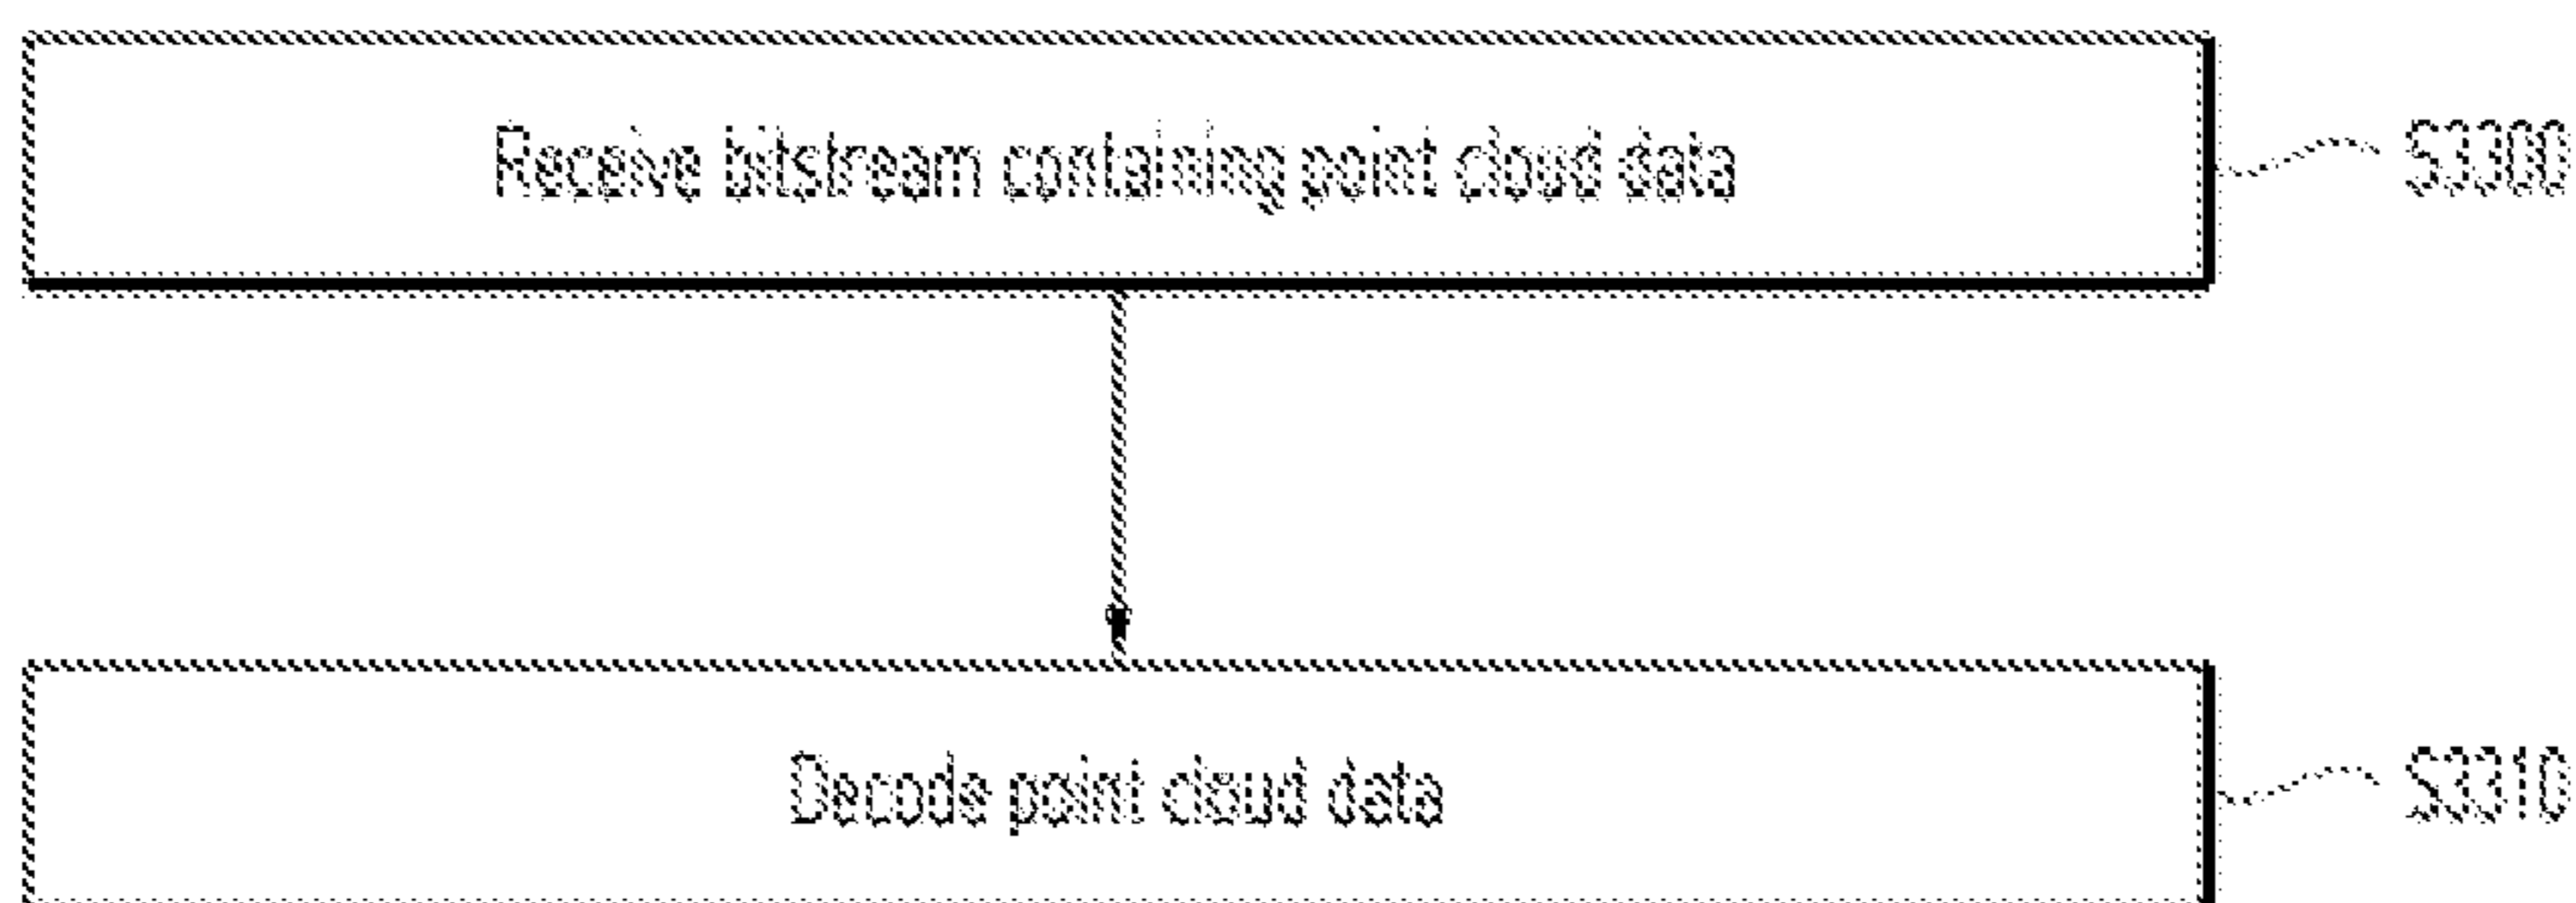 Receive bitstream containing point cloud data
S3300
Decode point cloud data
S3310